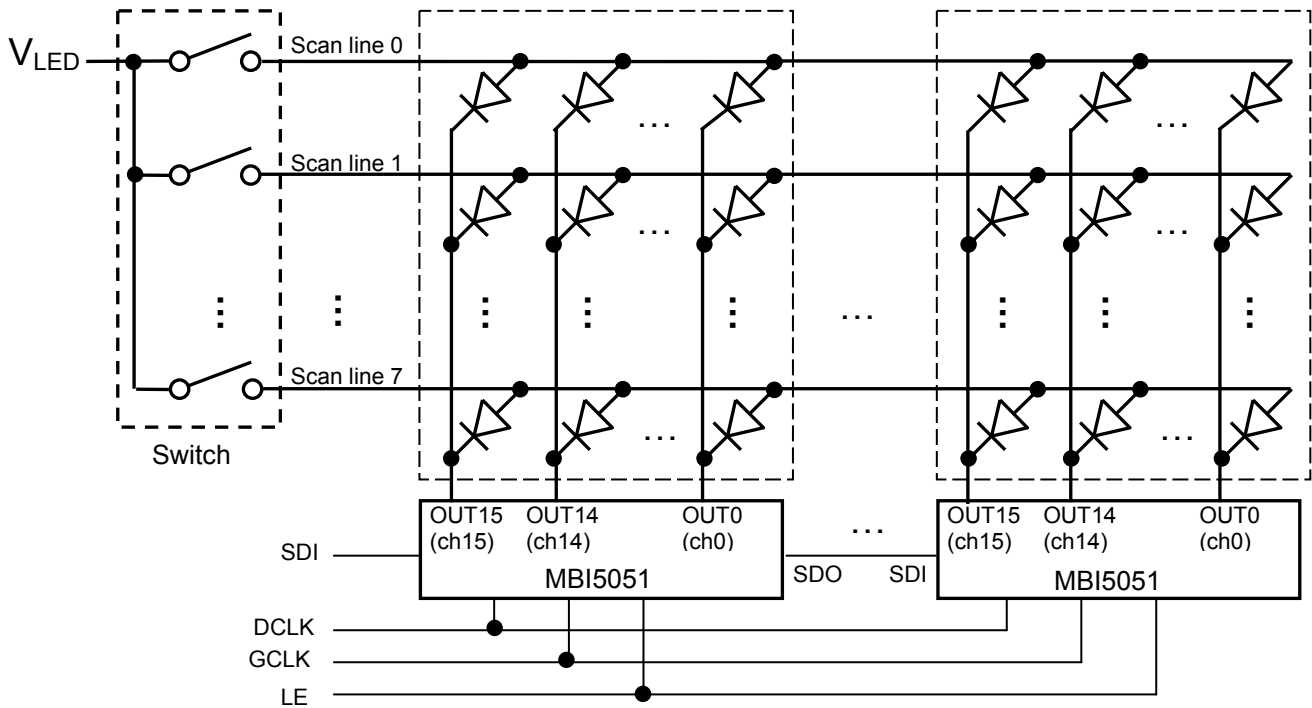 VLED
Scan line 0
Scan line 1
Scan line 7
Switch
OUT15 OUT14 OUT0
(ch15) (ch14) (ch0)
MBI5051
OUT15 OUT14 OUT0
(ch15) (ch14) (ch0)
MBI5051
SDI
SDO SDI
DCLK
GCLK
LE